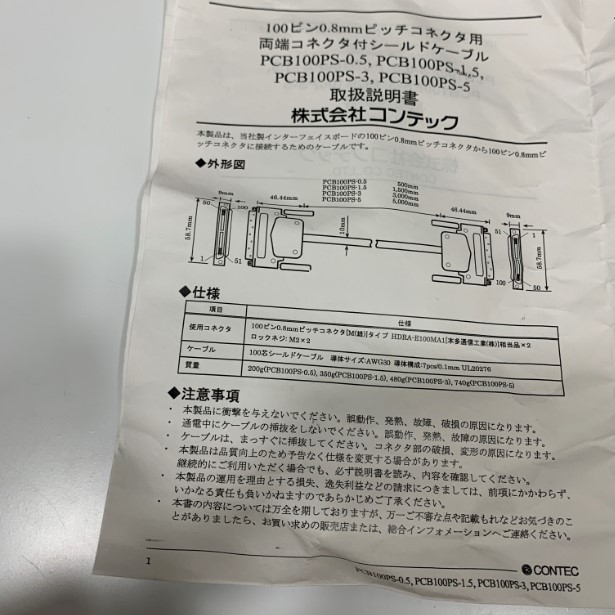 100ピン0.8mmピッチコネクタ用
両端コネクタ付シールドケーブル
PCB100PS-0.5, PCB100PS-1.5,
PCB100PS-3, PCB100PS-5
取扱説明書
株式会社コンテック
本製品は、当社製インターフェイスボードの100ピン0.8mmピッチコネクタから100ピン0.8mmピ
ッチコネクタに接続するためのケーブルです。
◆外形図
PCB100PS-0.5 500mm
PCB100PS-1.5 1,500mm
PCB100PS-3 3,000mm
PCB100PS-5 5,000mm
9mm 46.44mm 46.44mm 9mm
50 100 51 1
58.7mm 10mm 58.7mm
1 51 100 50
◆仕様
項目 仕様
使用コネクタ 100ピン0.8mmピッチコネクタ[M(雄)]タイプ HDRA-E100MA1[本多通信工業(株)]相当品×2
ロックネジ: M2×2
ケーブル 100芯シールドケーブル 導体サイズ:AWG30 導体構成:7pcs/0.1mm UL20276
質量 200g(PCB100PS-0.5), 350g(PCB100PS-1.5), 480g(PCB100PS-3), 740g(PCB100PS-5)
◆注意事項
・ 本製品に衝撃を与えないでください。誤動作、発熱、故障、破損の原因になります。
・ 通電中にケーブルの挿抜をしないでください。誤動作、発熱、故障の原因になります。
・ ケーブルは、まっすぐに挿抜してください。コネクタ部の破損、変形の原因になります。
・ 本製品は品質向上のため予告なく仕様を変更する場合があります。
継続的にご利用いただく場合でも、必ず説明書を読み、内容を確認してください。
・ 本製品の運用を理由とする損失、逸失利益などの請求につきましては、前項にかかわらず、
いかなる責任も負いかねますのであらかじめご了承ください。
・ 本書の内容については万全を期しておりますが、万一ご不審な点や記載もれなどお気づきのこ
とがありましたら、お買い求めの販売店または、総合インフォメーションへご連絡ください。
CONTEC
1
PCB100PS-0.5, PCB100PS-1.5, PCB100PS-3, PCB100PS-5